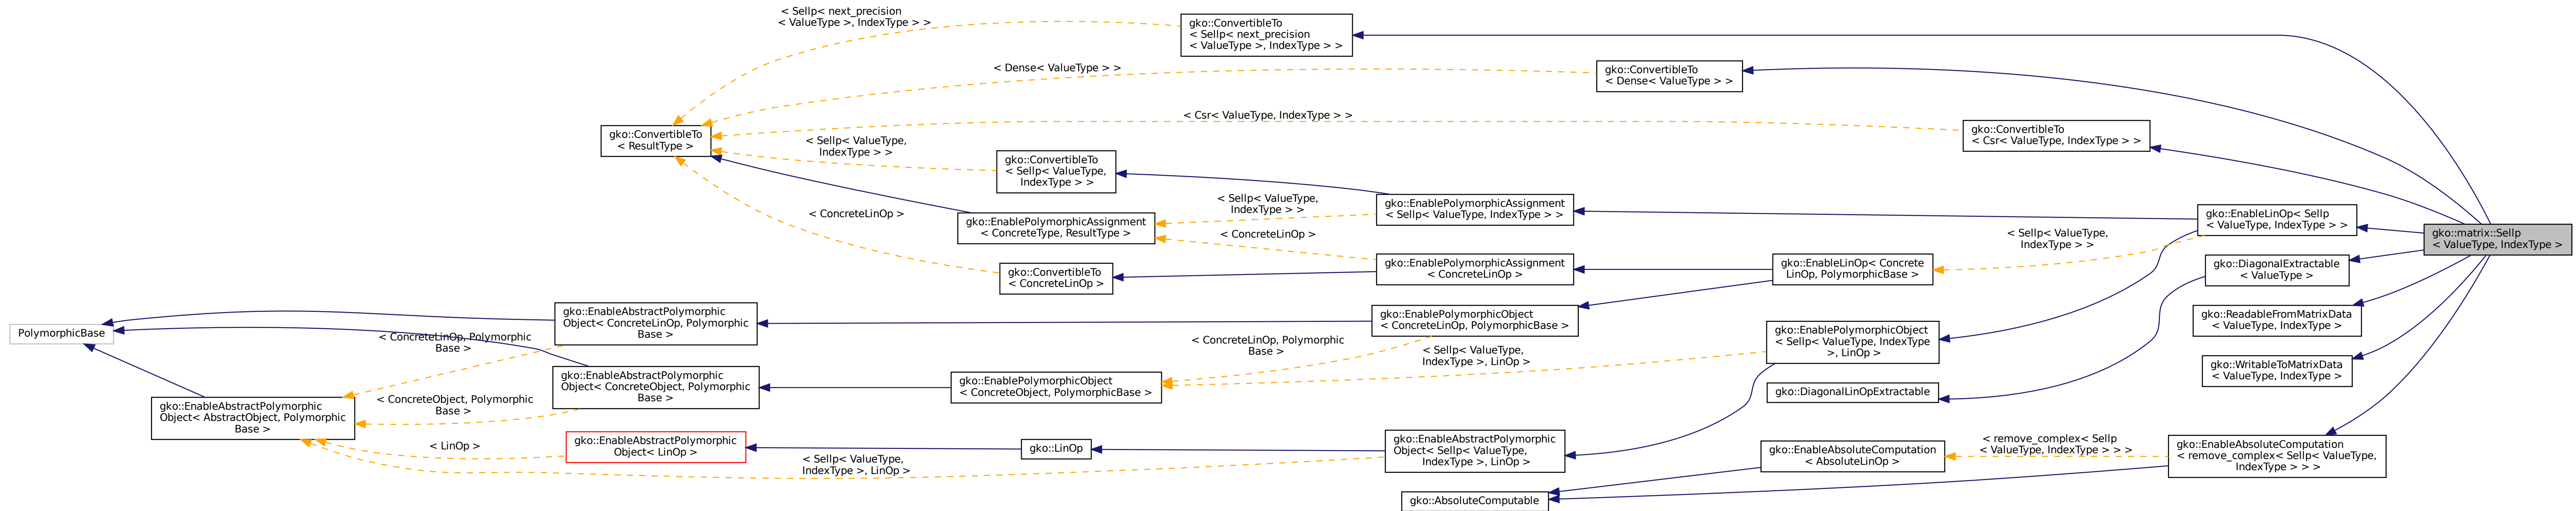 < Sellp< next_precision
< ValueType >, IndexType > >
gko::ConvertibleTo
< Sellp< next_precision
< ValueType >, IndexType > >
< Dense< ValueType > >
gko::ConvertibleTo
< Dense< ValueType > >
gko::ConvertibleTo
< ResultType >
< Csr< ValueType, IndexType > >
gko::ConvertibleTo
< Csr< ValueType, IndexType > >
< Sellp< ValueType,
IndexType > >
gko::ConvertibleTo
< Sellp< ValueType,
IndexType > >
< ConcreteLinOp >
gko::EnablePolymorphicAssignment
< ConcreteType, ResultType >
< Sellp< ValueType,
IndexType > >
< ConcreteLinOp >
gko::EnablePolymorphicAssignment
< Sellp< ValueType, IndexType > >
gko::EnableLinOp< Sellp
< ValueType, IndexType > >
gko::matrix::Sellp
< ValueType, IndexType >
gko::ConvertibleTo
< ConcreteLinOp >
gko::EnablePolymorphicAssignment
< ConcreteLinOp >
gko::EnableLinOp< Concrete
LinOp, PolymorphicBase >
< Sellp< ValueType,
IndexType > >
gko::DiagonalExtractable
< ValueType >
PolymorphicBase
gko::EnableAbstractPolymorphic
Object< ConcreteLinOp, Polymorphic
Base >
gko::EnablePolymorphicObject
< ConcreteLinOp, PolymorphicBase >
gko::ReadableFromMatrixData
< ValueType, IndexType >
< ConcreteLinOp, Polymorphic
Base >
< ConcreteLinOp, Polymorphic
Base >
< Sellp< ValueType,
IndexType >, LinOp >
gko::EnablePolymorphicObject
< Sellp< ValueType, IndexType
>, LinOp >
gko::WritableToMatrixData
< ValueType, IndexType >
gko::EnableAbstractPolymorphic
Object< ConcreteObject, Polymorphic
Base >
gko::EnablePolymorphicObject
< ConcreteObject, PolymorphicBase >
gko::DiagonalLinOpExtractable
gko::EnableAbstractPolymorphic
Object< AbstractObject, Polymorphic
Base >
< ConcreteObject, Polymorphic
Base >
< LinOp >
gko::EnableAbstractPolymorphic
Object< LinOp >
< Sellp< ValueType,
IndexType >, LinOp >
gko::LinOp
gko::EnableAbstractPolymorphic
Object< Sellp< ValueType,
IndexType >, LinOp >
gko::EnableAbsoluteComputation
< AbsoluteLinOp >
< remove_complex< Sellp
< ValueType, IndexType > > >
gko::EnableAbsoluteComputation
< remove_complex< Sellp< ValueType,
IndexType > > >
gko::AbsoluteComputable